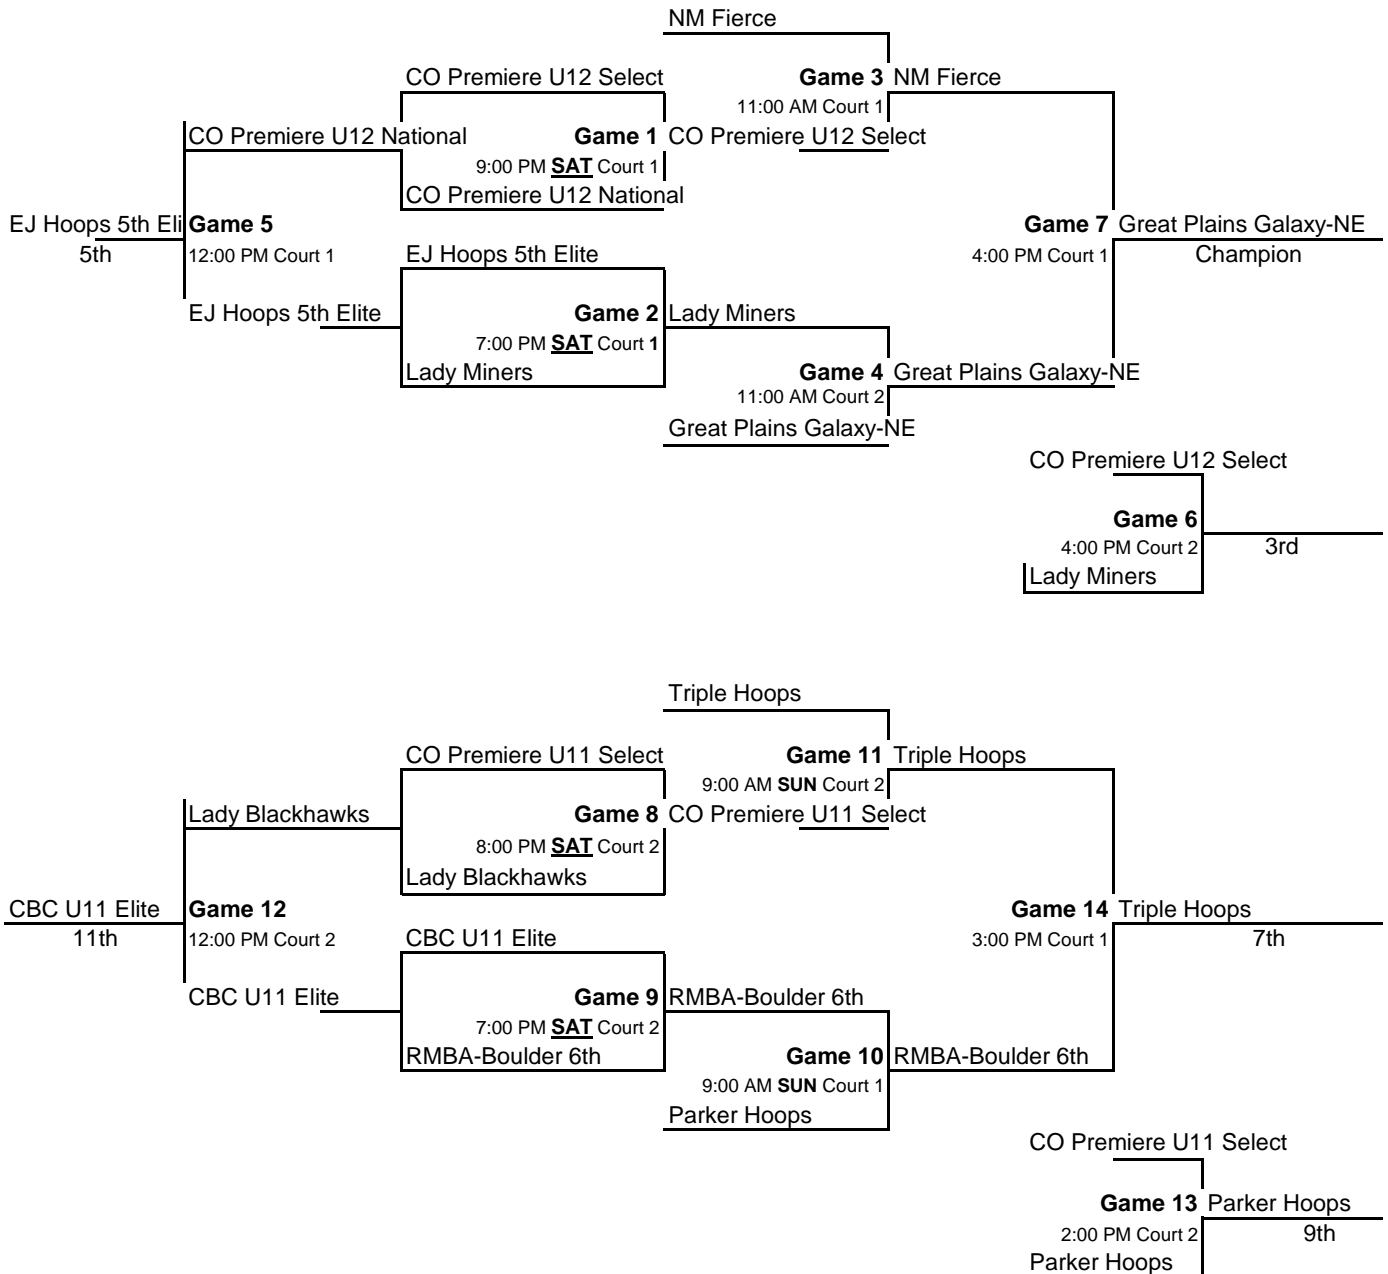 NM Fierce
CO Premiere U12 Select
Game 3 NM Fierce
11:00 AM Court 1
CO Premiere U12 National
Game 1 CO Premiere U12 Select
9:00 PM SAT Court 1
CO Premiere U12 National
EJ Hoops 5th Eli Game 5
Game 7 Great Plains Galaxy-NE
5th
12:00 PM Court 1
EJ Hoops 5th Elite
4:00 PM Court 1
Champion
EJ Hoops 5th Elite
Game 2 Lady Miners
7:00 PM SAT Court 1
Lady Miners
Game 4 Great Plains Galaxy-NE
11:00 AM Court 2
Great Plains Galaxy-NE
CO Premiere U12 Select
Game 6
4:00 PM Court 2
3rd
Lady Miners
Triple Hoops
CO Premiere U11 Select
Game 11 Triple Hoops
9:00 AM SUN Court 2
Lady Blackhawks
Game 8 CO Premiere U11 Select
8:00 PM SAT Court 2
Lady Blackhawks
CBC U11 Elite Game 12
Game 14 Triple Hoops
11th
12:00 PM Court 2
CBC U11 Elite
3:00 PM Court 1
7th
CBC U11 Elite
Game 9 RMBA-Boulder 6th
7:00 PM SAT Court 2
RMBA-Boulder 6th
Game 10 RMBA-Boulder 6th
9:00 AM SUN Court 1
Parker Hoops
CO Premiere U11 Select
Game 13 Parker Hoops
2:00 PM Court 2
9th
Parker Hoops